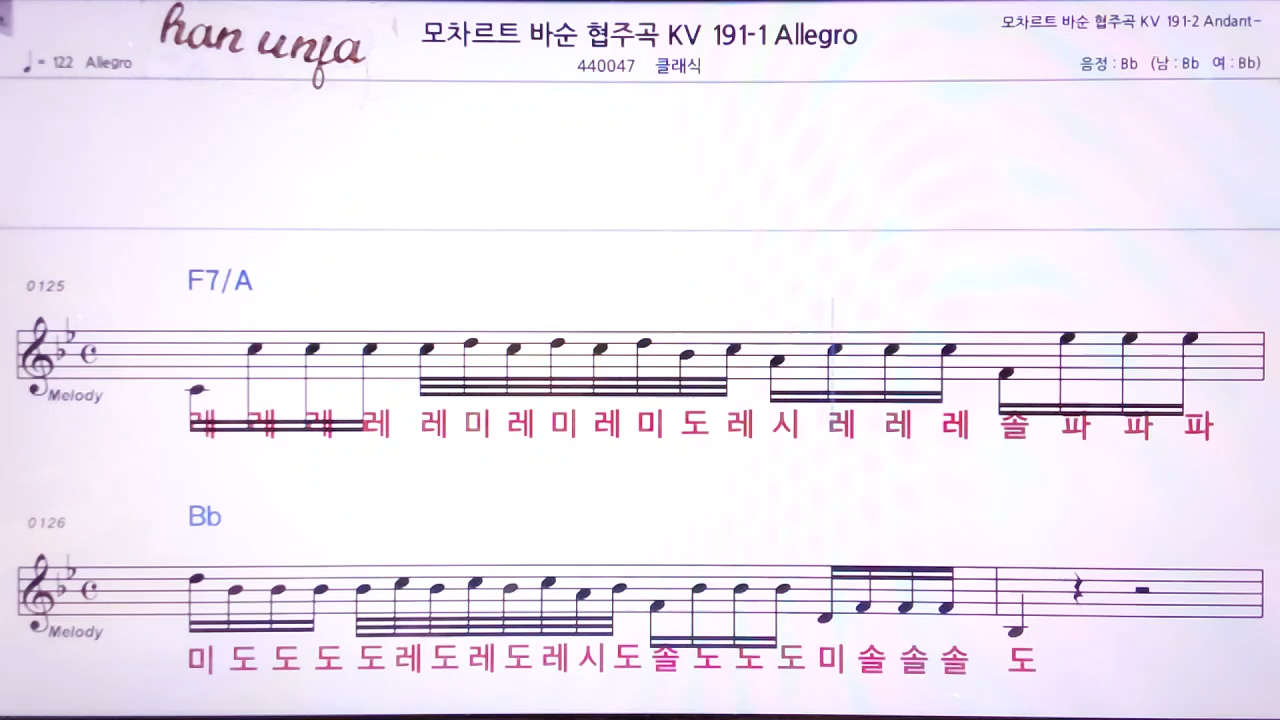 han unja
모차르트 바순 협주곡 KV 191-1 Allegro
모차르트 바순 협주곡 KV 191-2 Andant~
♩= 122 Allegro
440047 클래식
음정 : Bb (남 : Bb 여 : Bb)
0125
F7/A
Melody
레 레 레 레 레 미 레 미 레 미 도 레 시 레 레 레 솔 파 파 파
0126
Bb
Melody
미 도 도 도 도 레 도 레 도 레 시 도 솔 도 도 도 미 솔 솔 솔 도